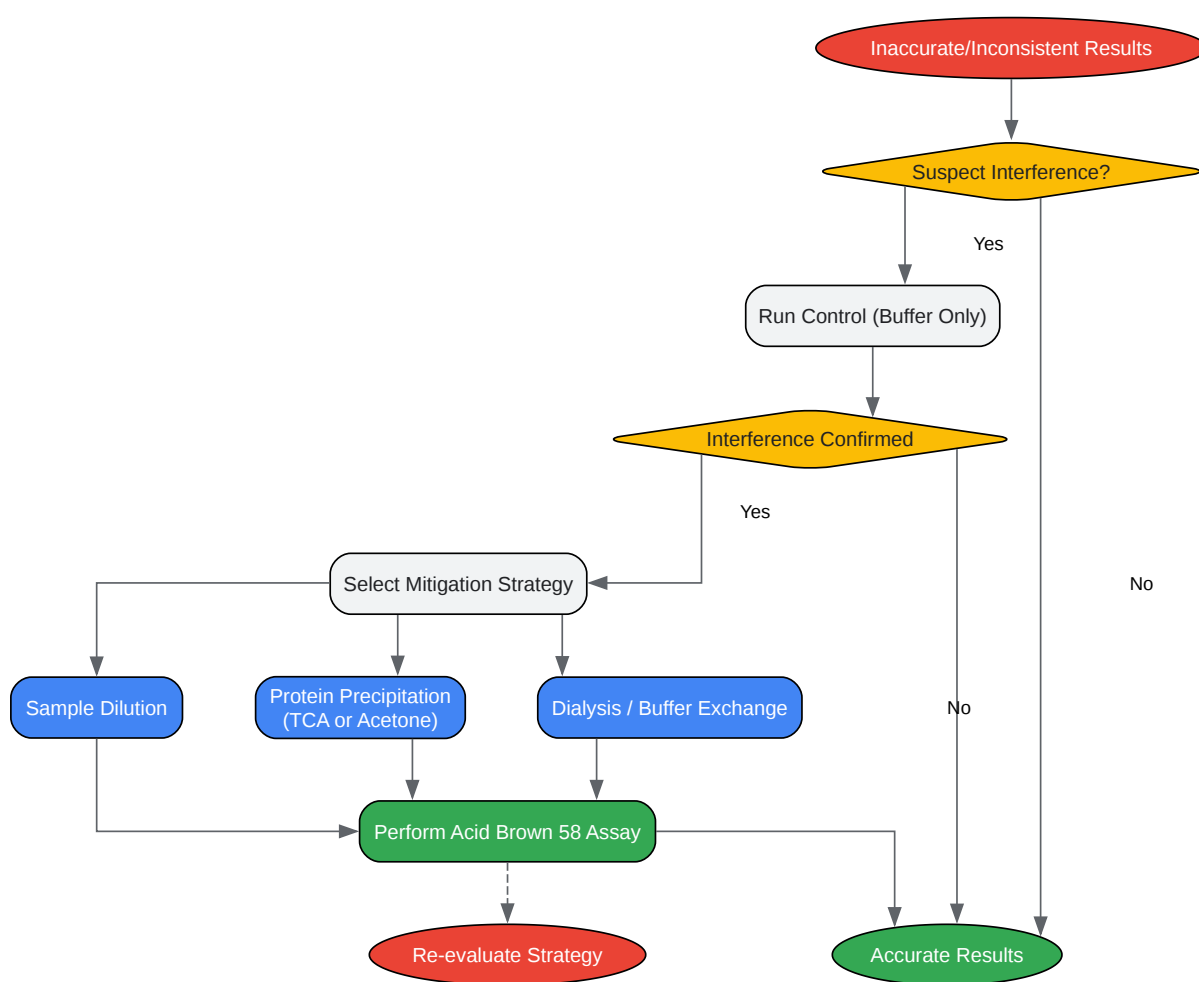 Inaccurate/Inconsistent Results
Suspect Interference?
Yes
Run Control (Buffer Only)
Interference Confirmed
Yes
Select Mitigation Strategy
No
Sample Dilution
Protein Precipitation
(TCA or Acetone)
Dialysis / Buffer Exchange
No
Perform Acid Brown 58 Assay
Re-evaluate Strategy
Accurate Results